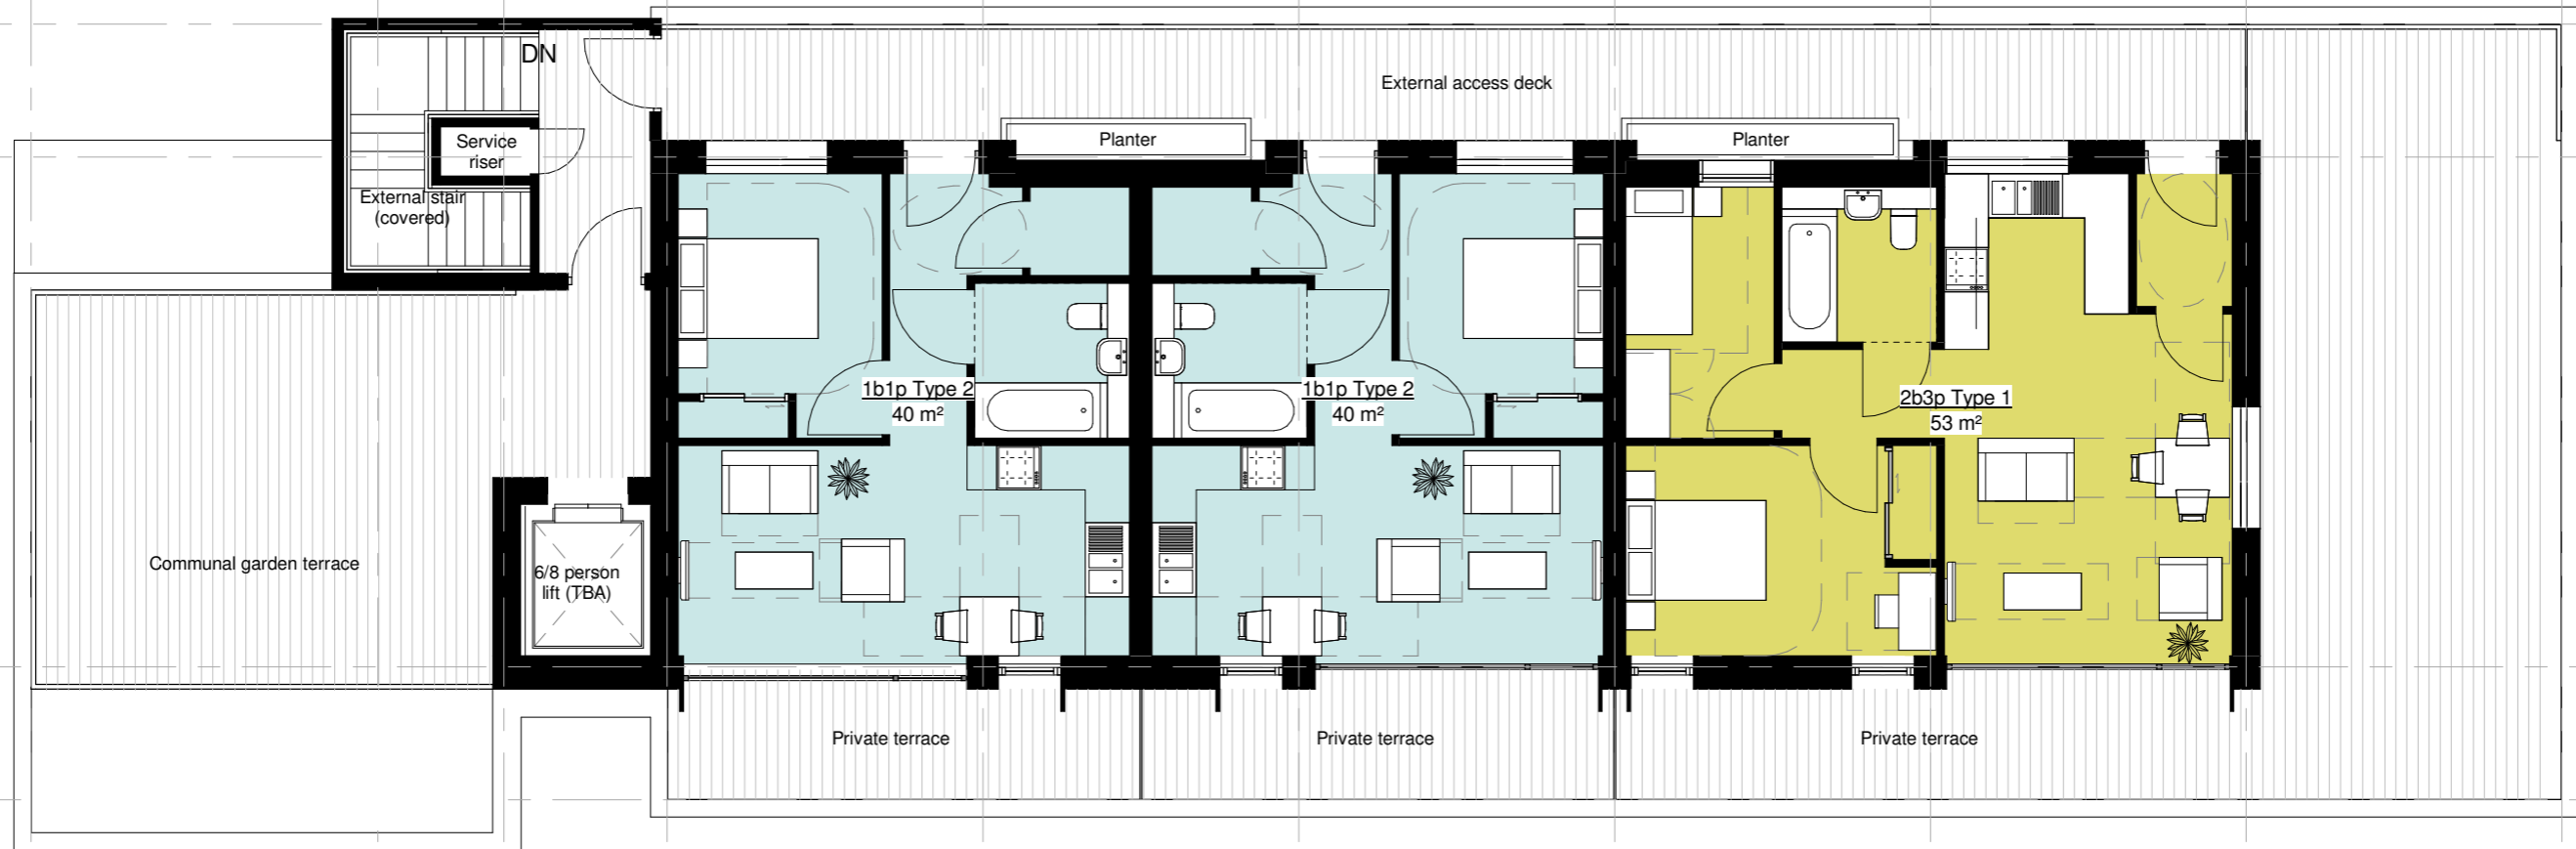 DN
External access deck
Service
riser
Planter
Planter
External stair
(covered)
1b1p Type 2
40 m²
1b1p Type 2
40 m²
2b3p Type 1
53 m²
Communal garden terrace
6/8 person
lift (TBA)
Private terrace
Private terrace
Private terrace